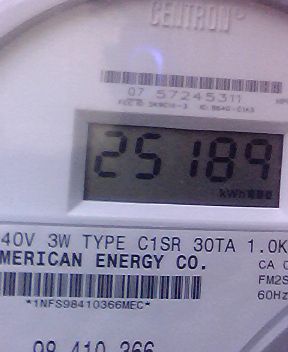 CENTRON
07 57245311
25189
kWh
40V 3W TYPE C1SR 30TA 1.0K
MERICAN ENERGY CO.
CA 0
FM2S
60Hz
*1NFS98410366MEC*
98 410 366